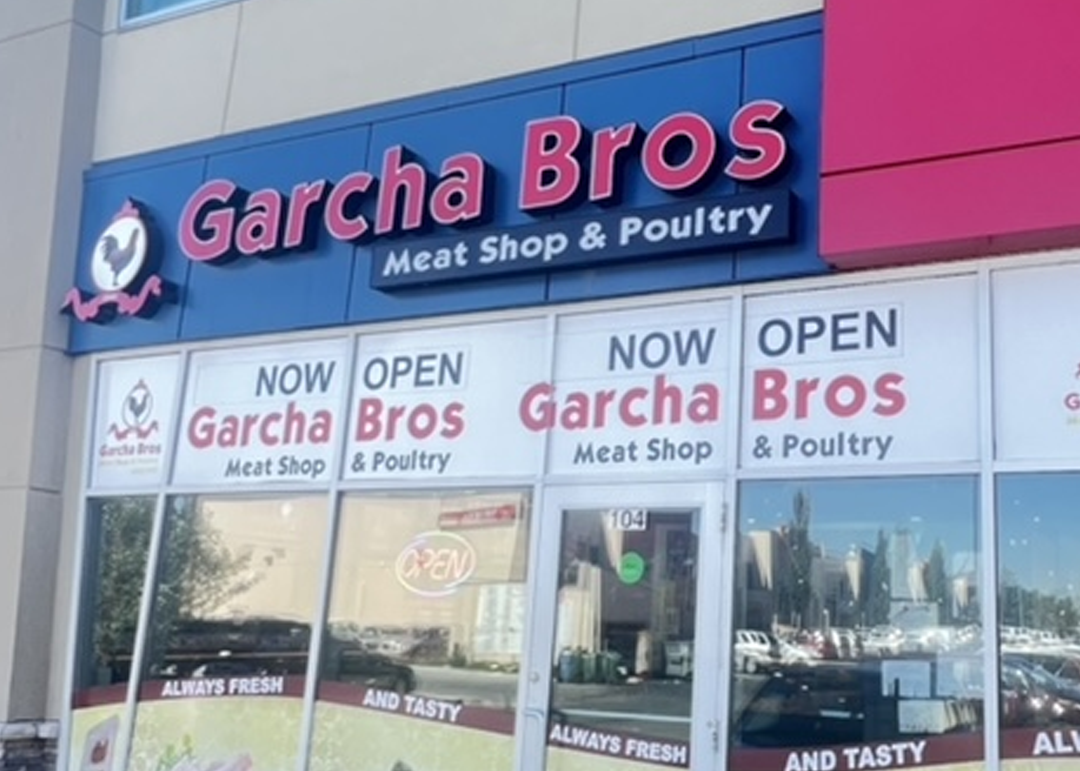 Garcha Bros
Meat Shop & Poultry
NOW OPEN
Garcha Bros
Meat Shop & Poultry
NOW OPEN
Garcha Bros
Meat Shop & Poultry
Garcha Bros
104
OPEN
ALWAYS FRESH
AND TASTY
ALWAYS FRESH
AND TASTY